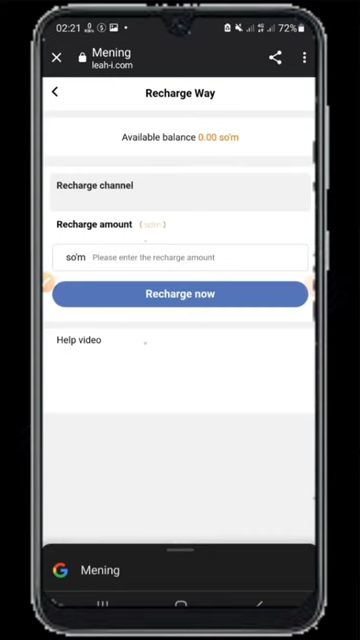 02:21
72%
Mening
leah-i.com
Recharge Way
Available balance 0.00 so'm
Recharge channel
Recharge amount (so'm)
so'm Please enter the recharge amount
Recharge now
Help video
Mening